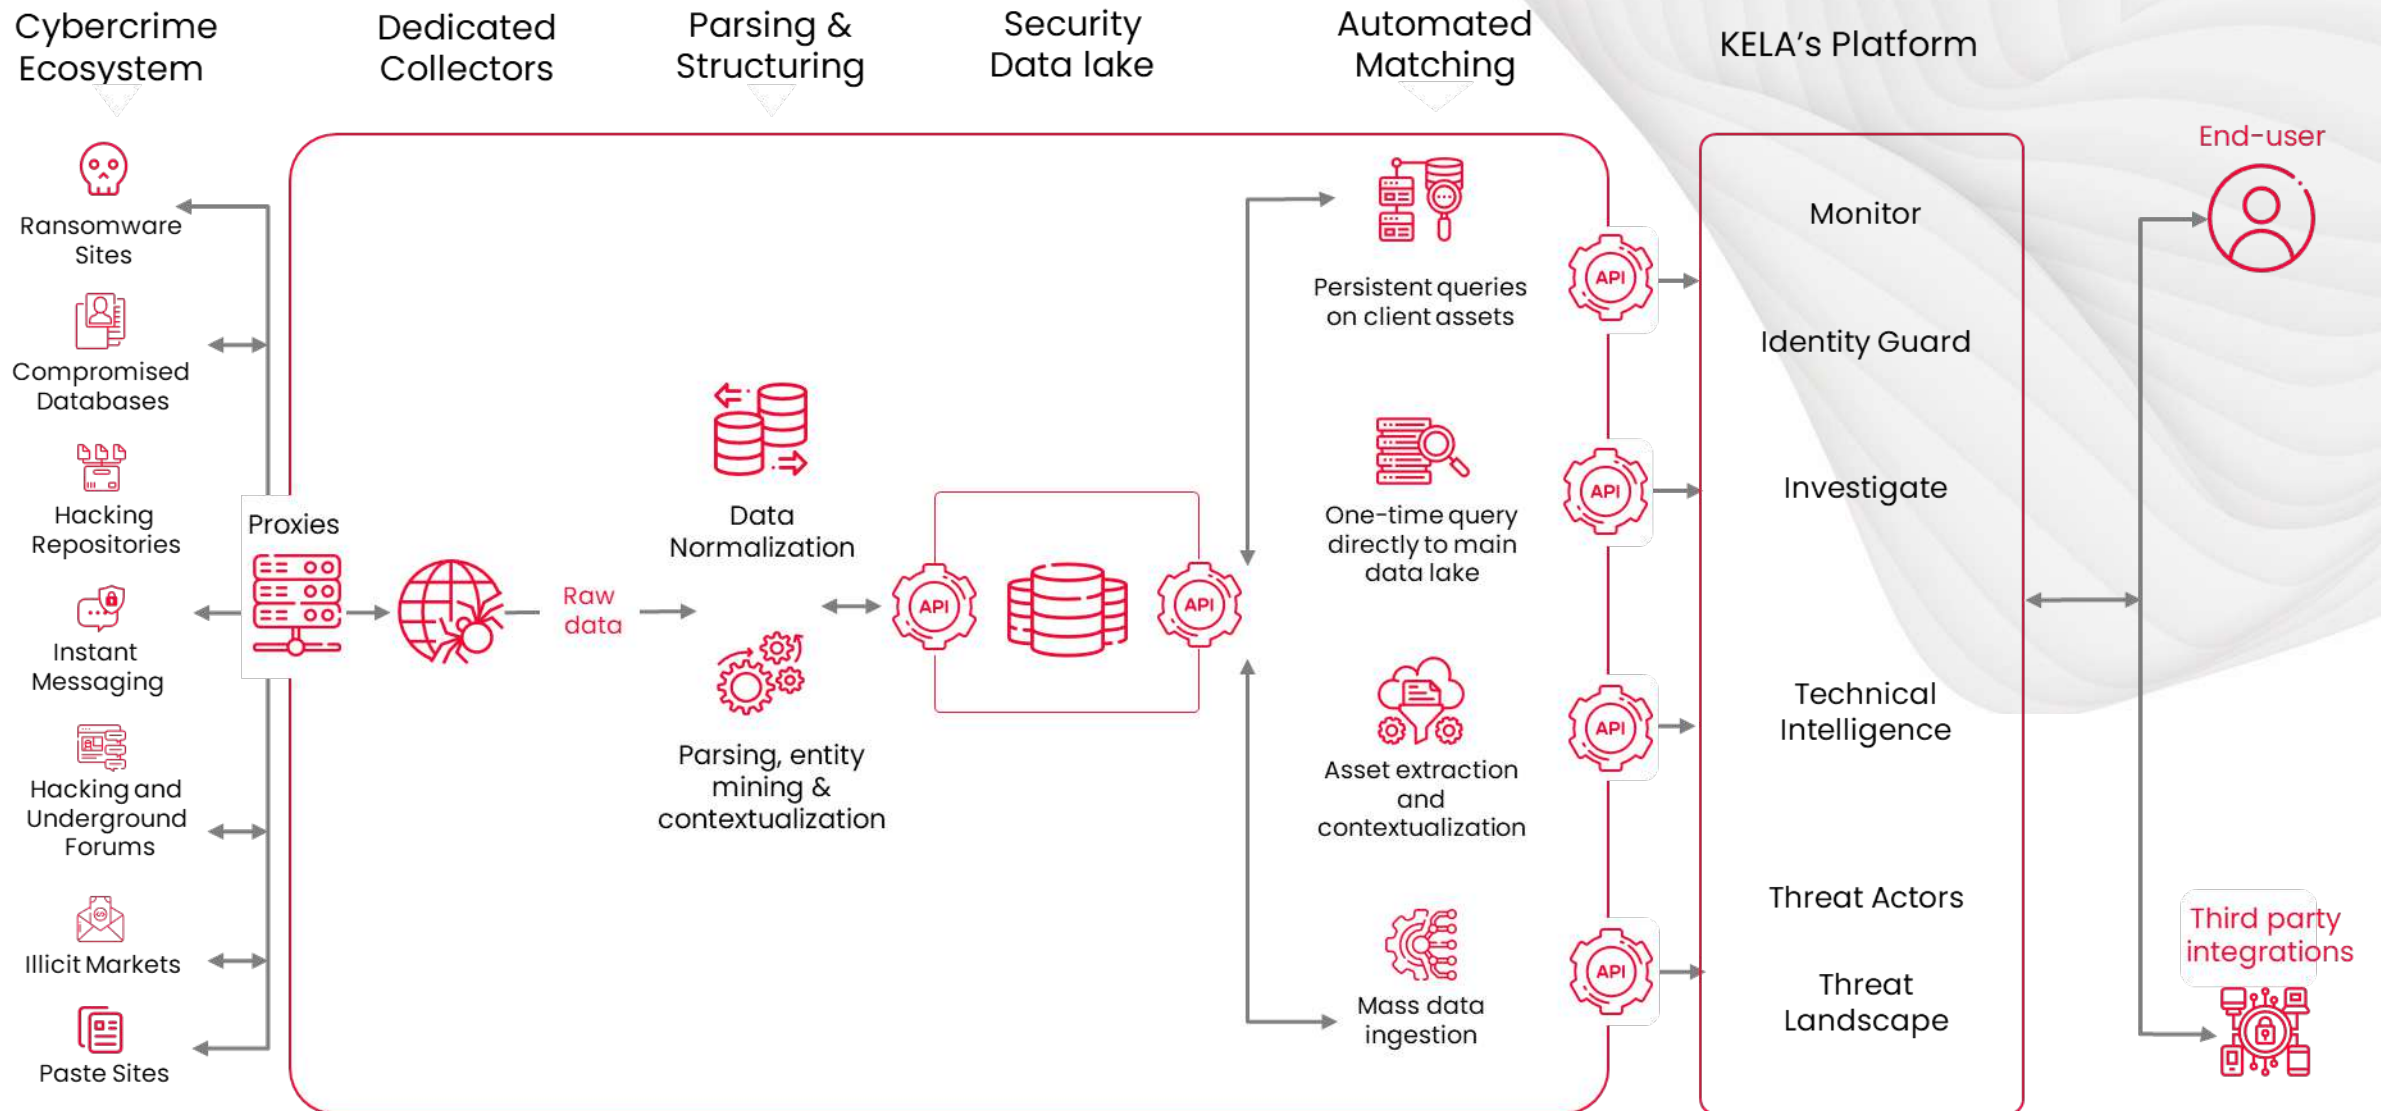 Cybercrime
Ecosystem
Dedicated
Collectors
Parsing &
Structuring
Security
Data lake
Automated
Matching
KELA's Platform
Ransomware
Sites
Compromised
Databases
Hacking
Repositories
Instant
Messaging
Hacking and
Underground
Forums
Illicit Markets
Paste Sites
Proxies
Raw
data
Data
Normalization
Parsing, entity
mining &
contextualization
API
API
Persistent queries
on client assets
One-time query
directly to main
data lake
Asset extraction
and
contextualization
Mass data
ingestion
API
API
API
API
Monitor
Identity Guard
Investigate
Technical
Intelligence
Threat Actors
Threat
Landscape
End-user
Third party
integrations